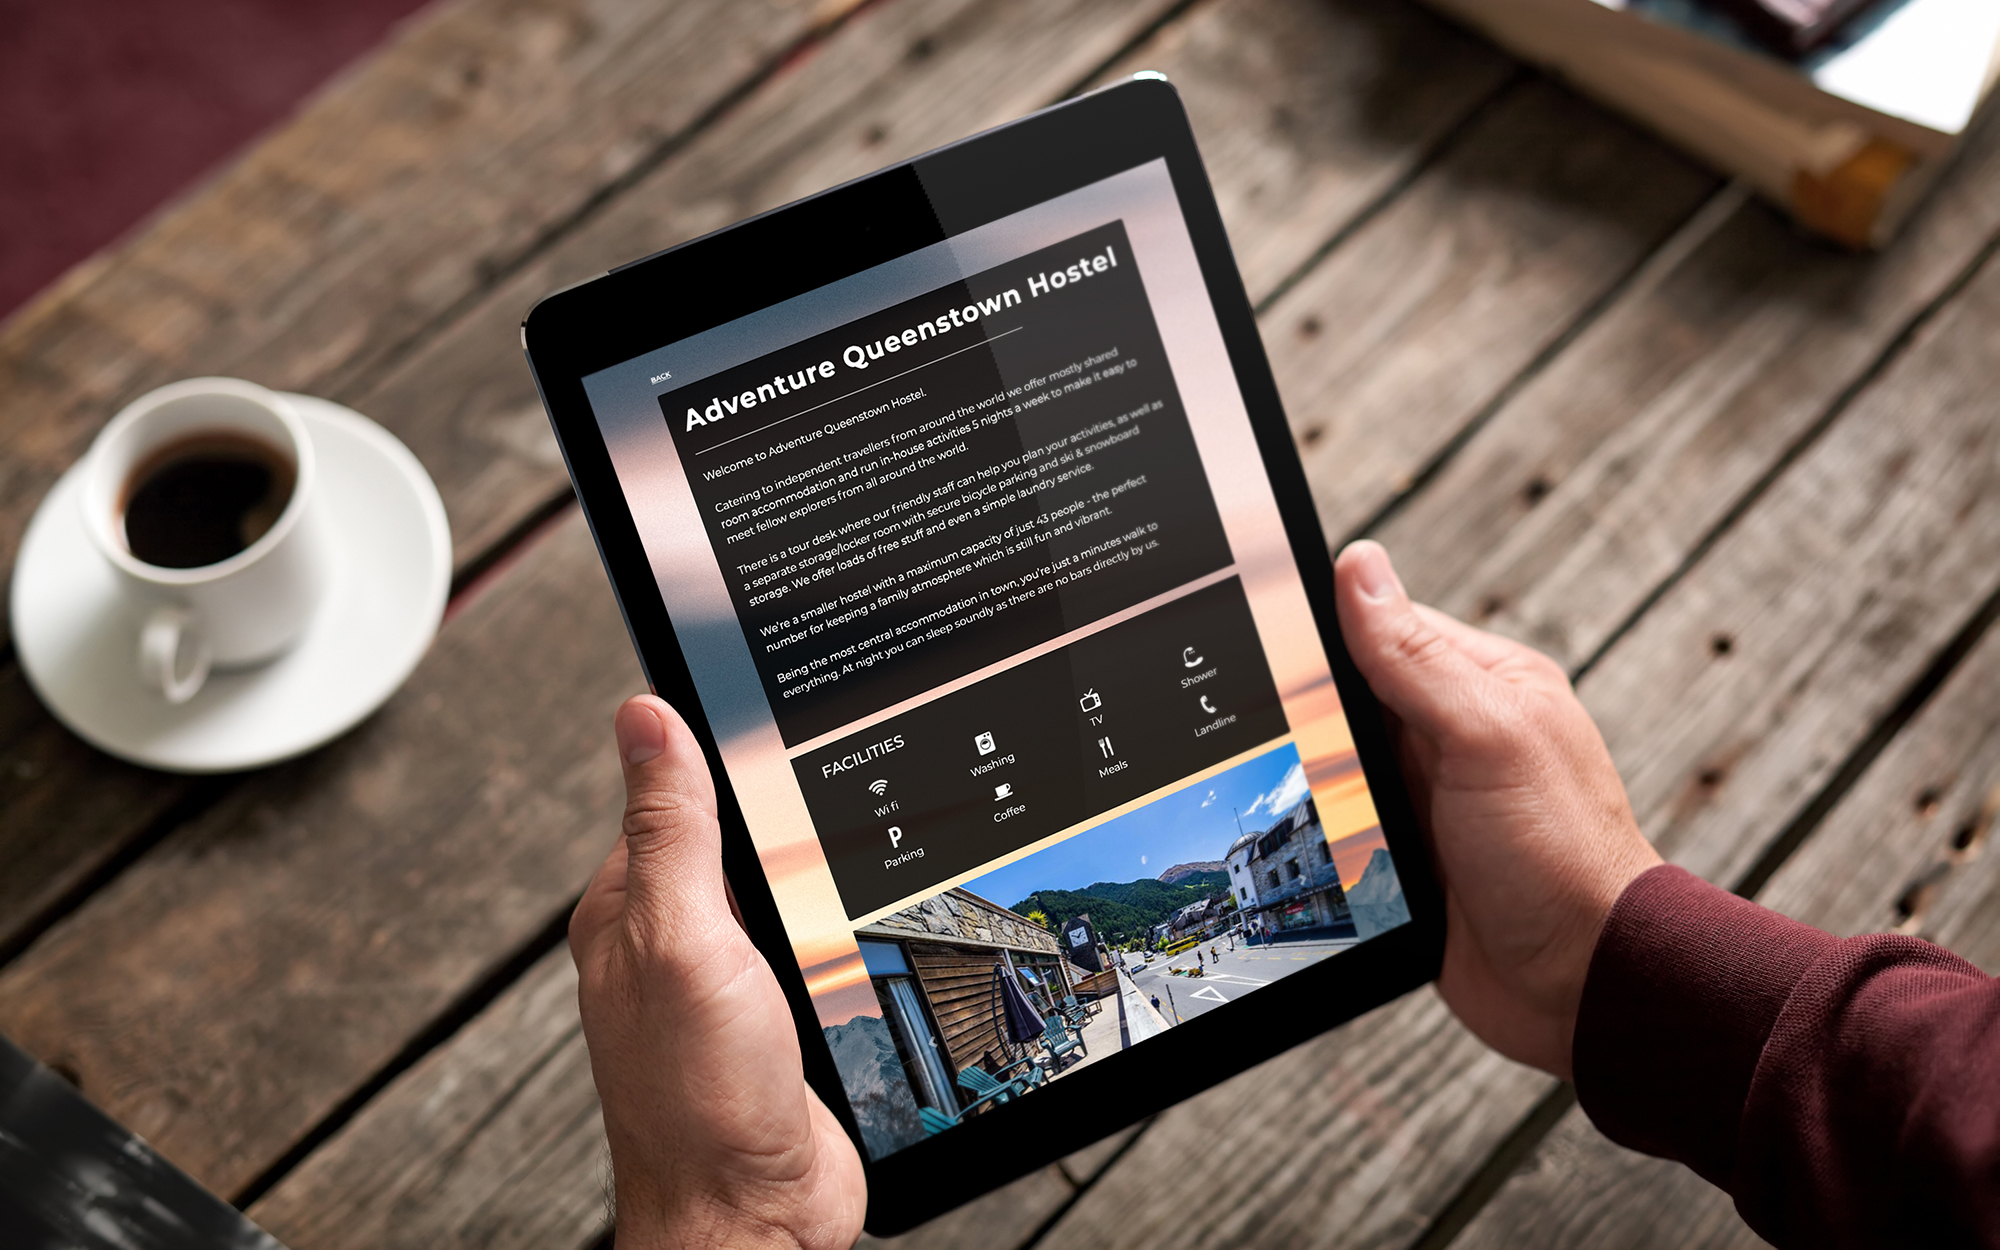 BACK
Adventure Queenstown Hostel
Welcome to Adventure Queenstown Hostel.
Catering to independent travellers from around the world we offer mostly shared
room accommodation and run in-house activities 5 nights a week to make it easy to
meet fellow explorers from all around the world.
There is a tour desk where our friendly staff can help you plan your activities, as well as
a separate storage/locker room with secure bicycle parking and ski & snowboard
storage. We offer loads of free stuff and even a simple laundry service.
We're a smaller hostel with a maximum capacity of just 43 people - the perfect
number for keeping a family atmosphere which is still fun and vibrant.
Being the most central accommodation in town, you're just a minutes walk to
everything. At night you can sleep soundly as there are no bars directly by us.
FACILITIES
Wi fi
Washing
TV
Shower
Parking
Coffee
Meals
Landline